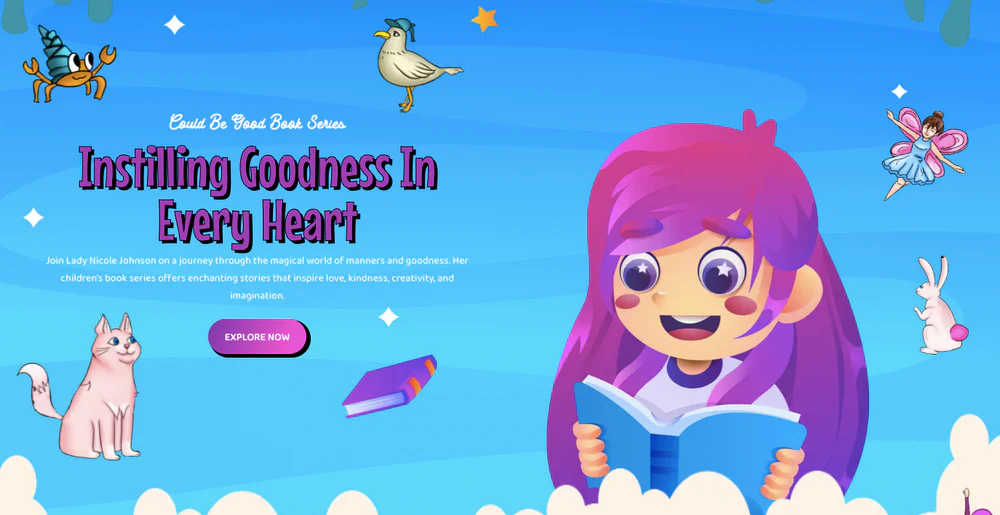 Could Be Good Book Series
Instilling Goodness In
Every Heart
Join Lady Nicole Johnson on a journey through the magical world of manners and goodness. Her
children's book series offers enchanting stories that inspire love, kindness, creativity, and
imagination.
EXPLORE NOW